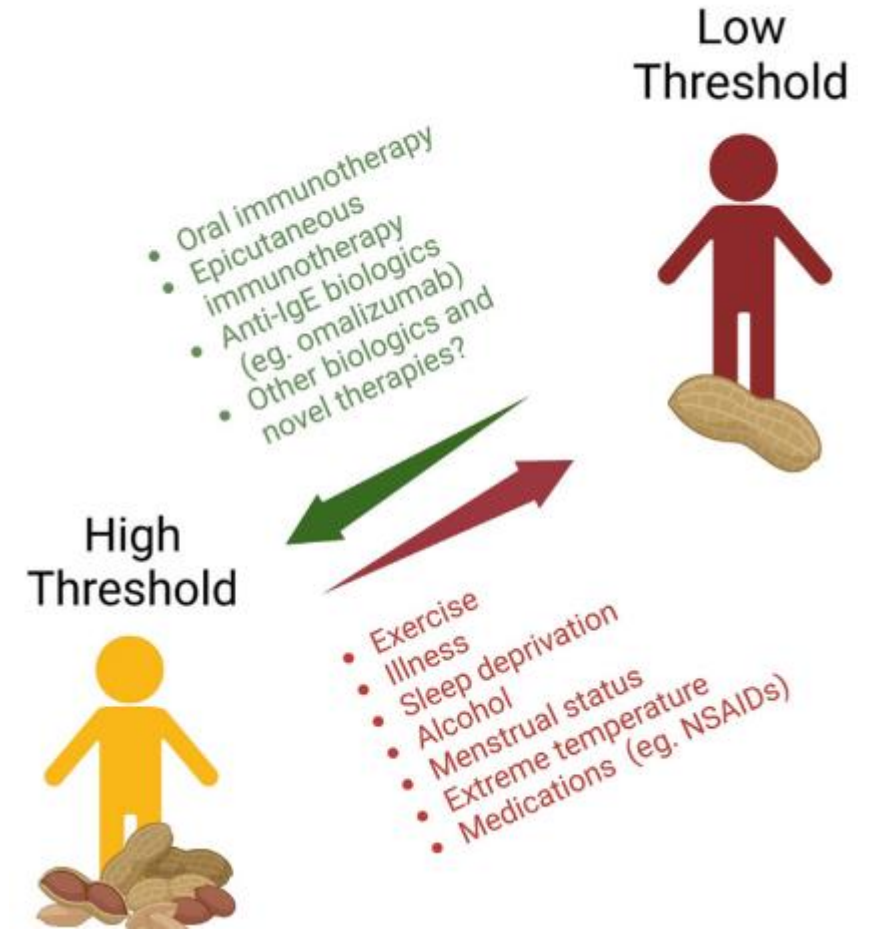 Low
Threshold
• Oral immunotherapy
• Epicutaneous
immunotherapy
• Anti-IgE biologics
(eg. omalizumab)
• Other biologics and
novel therapies?
High
Threshold
• Exercise
• Illness
• Sleep deprivation
• Alcohol
• Menstrual status
• Extreme temperature
• Medications (eg. NSAIDs)